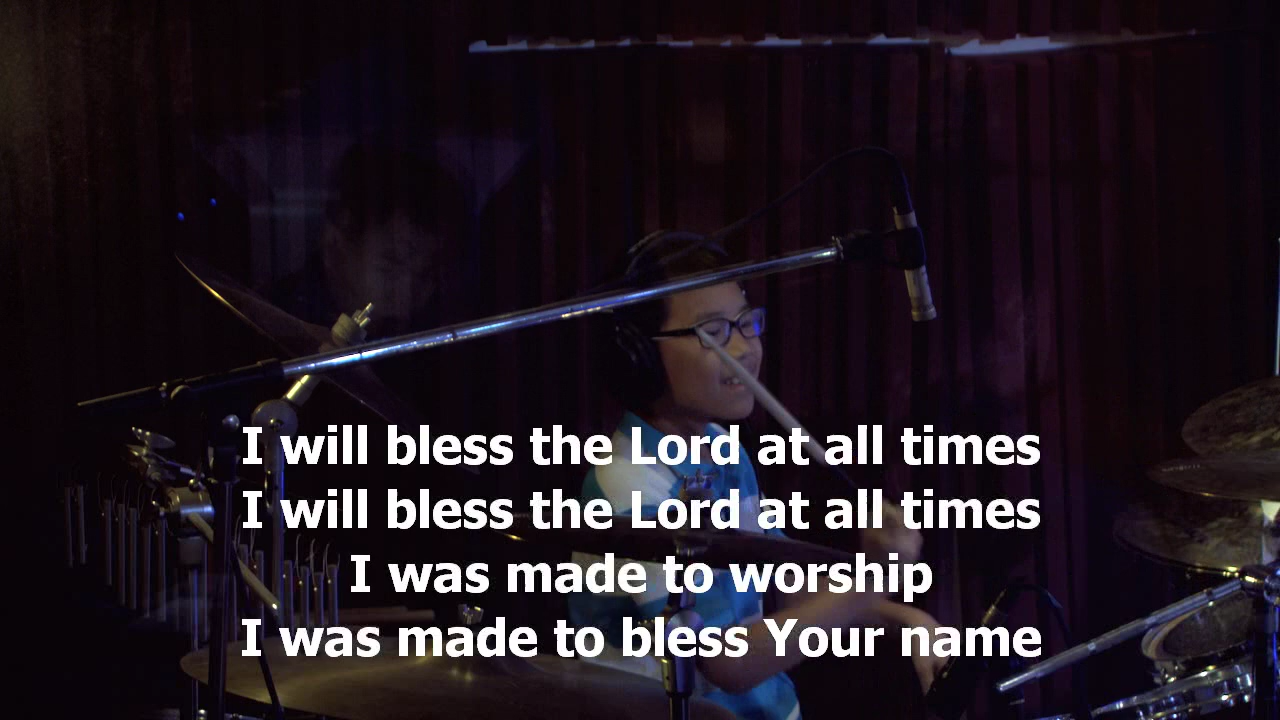 I will bless the Lord at all times
I will bless the Lord at all times
I was made to worship
I was made to bless Your name